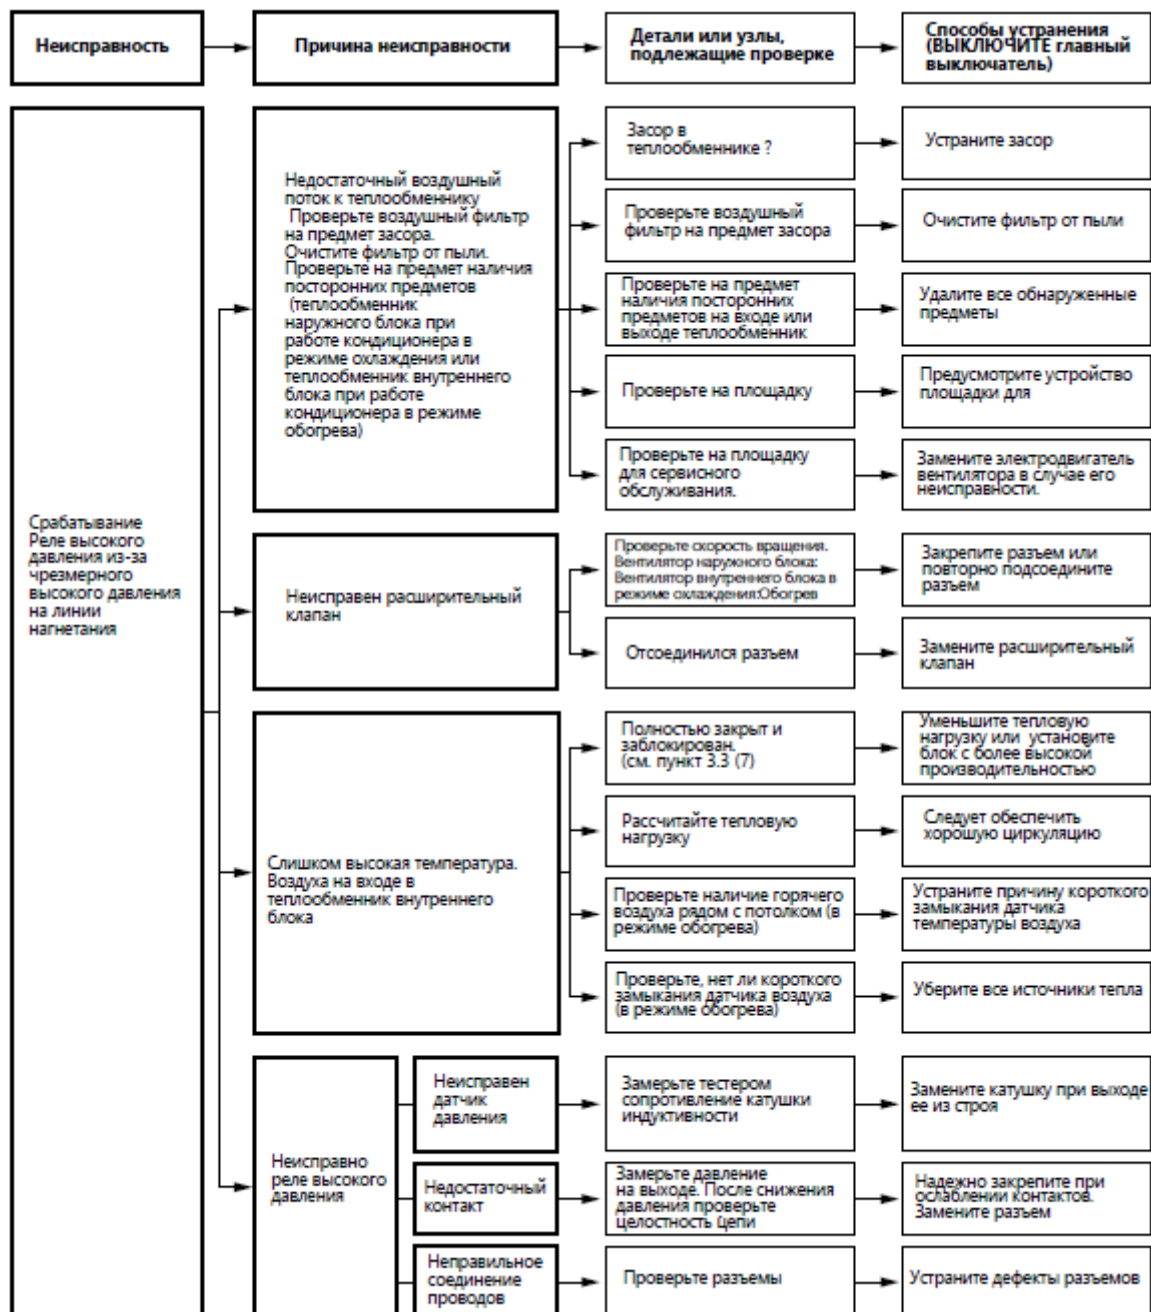 Неисправность
Причина неисправности
Детали или узлы,
подлежащие проверке
Способы устранения
(ВЫКЛЮЧИТЕ главный
выключатель)
Срабатывание
Реле высокого
давления из-за
чрезмерного
высокого давления
на линии
нагнетания
Недостаточный воздушный
поток к теплообменнику
Проверьте воздушный фильтр
на предмет засора.
Очистите фильтр от пыли.
Проверьте на предмет наличия
посторонних предметов
(теплообменник
наружного блока при
работе кондиционера в
режиме охлаждения или
теплообменник внутреннего
блока при работе
кондиционера в режиме
обогрева)
Засор в
теплообменнике ?
Устраните засор
Проверьте воздушный
фильтр на предмет засора
Очистите фильтр от пыли
Проверьте на предмет
наличия посторонних
предметов на входе или
выходе теплообменник
Удалите все обнаруженные
предметы
Проверьте на площадку
Предусмотрите устройство
площадки для
Проверьте на площадку
для сервисного
обслуживания.
Замените электродвигатель
вентилятора в случае его
неисправности.
Неисправен расширительный
клапан
Проверьте скорость вращения.
Вентилятор наружного блока:
Вентилятор внутреннего блока в
режиме охлаждения:Обогрев
Закрепите разъем или
повторно подсоедините
разъем
Отсоединился разъем
Замените расширительный
клапан
Слишком высокая температура.
Воздуха на входе в
теплообменник внутреннего
блока
Полностью закрыт и
заблокирован.
(см. пункт 3.3 (7)
Уменьшите тепловую
нагрузку или установите
блок с более высокой
производительностью
Рассчитайте тепловую
нагрузку
Следует обеспечить
хорошую циркуляцию
Проверьте наличие горячего
воздуха рядом с потолком (в
режиме обогрева)
Устраните причину короткого
замыкания датчика
температуры воздуха
Проверьте, нет ли короткого
замыкания датчика воздуха
(в режиме обогрева)
Уберите все источники тепла
Неисправно
реле высокого
давления
Неисправен
датчик
давления
Замерьте тестером
сопротивление катушки
индуктивности
Замените катушку при выходе
ее из строя
Недостаточный
контакт
Замерьте давление
на выходе. После снижения
давления проверьте
целостность цепи
Надежно закрепите при
ослаблении контактов.
Замените разъем
Неправильное
соединение
проводов
Проверьте разъемы
Устраните дефекты разъемов